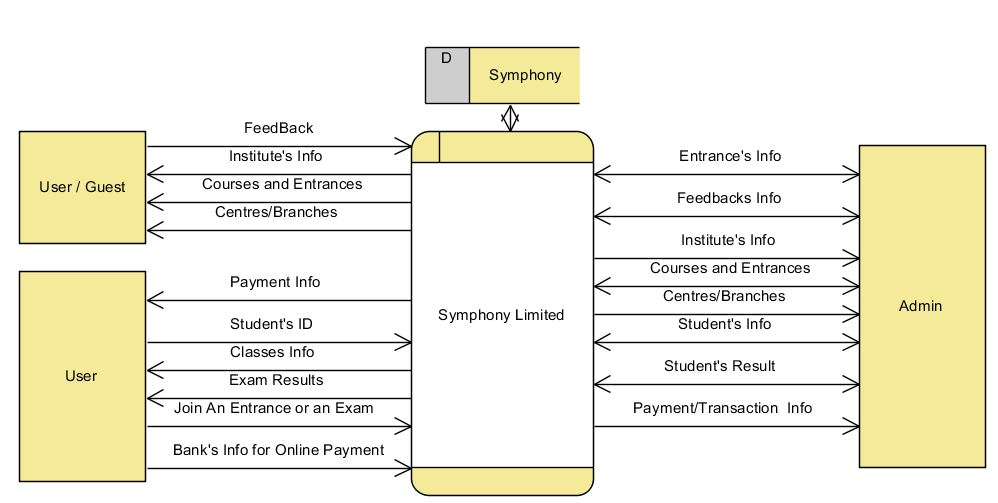 D
Symphony
FeedBack
Institute's Info
Courses and Entrances
Centres/Branches
User / Guest
Payment Info
Student's ID
Classes Info
Exam Results
Join An Entrance or an Exam
Bank's Info for Online Payment
User
Symphony Limited
Entrance's Info
Feedbacks Info
Institute's Info
Courses and Entrances
Centres/Branches
Student's Info
Student's Result
Payment/Transaction  Info
Admin